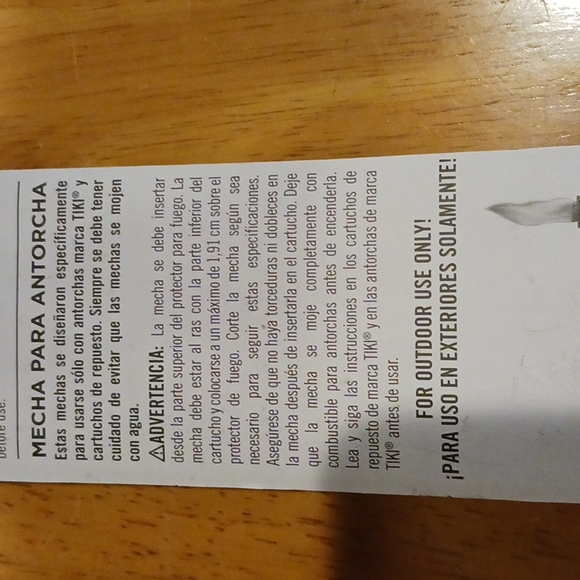 before use.
MECHA PARA ANTORCHA
Estas mechas se diseñaron específicamente
para usarse sólo con antorchas marca TIKI® y
cartuchos de repuesto. Siempre se debe tener
cuidado de evitar que las mechas se mojen
con agua.
⚠ADVERTENCIA: La mecha se debe insertar
desde la parte superior del protector para fuego. La
mecha debe estar al ras con la parte inferior del
cartucho y colocarse a un máximo de 1,91 cm sobre el
protector de fuego. Corte la mecha según sea
necesario para seguir estas especificaciones.
Asegúrese de que no haya torceduras ni dobleces en
la mecha después de insertarla en el cartucho. Deje
que la mecha se moje completamente con
combustible para antorchas antes de encenderla.
Lea y siga las instrucciones en los cartuchos de
repuesto de marca TIKI® y en las antorchas de marca
TIKI® antes de usar.
FOR OUTDOOR USE ONLY!
¡PARA USO EN EXTERIORES SOLAMENTE!